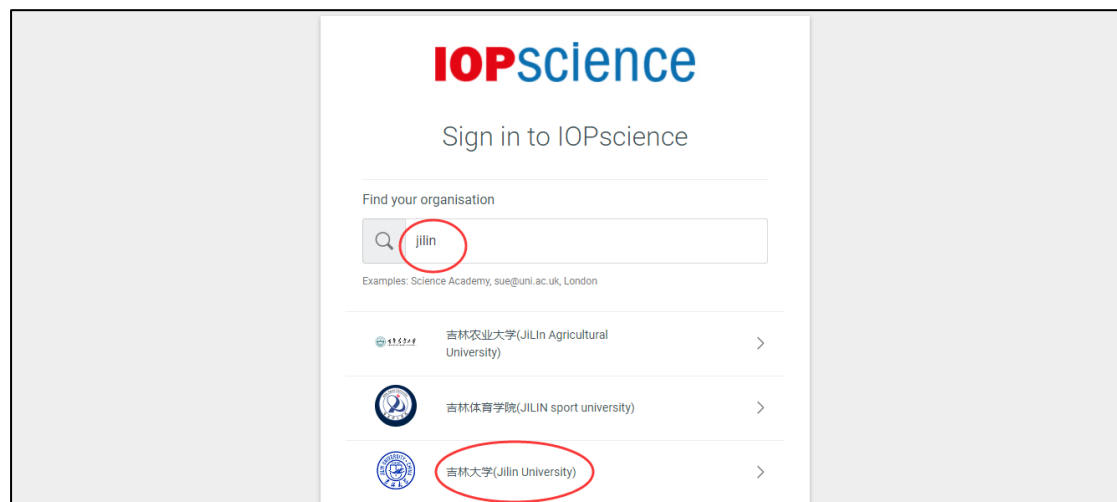 IOPscience
Sign in to IOPscience
Find your organisation
jilin
Examples: Science Academy, sue@uni.ac.uk, London
吉林农业大学(JiLIn Agricultural
University)
吉林体育学院(JILIN sport university)
吉林大学(Jilin University)